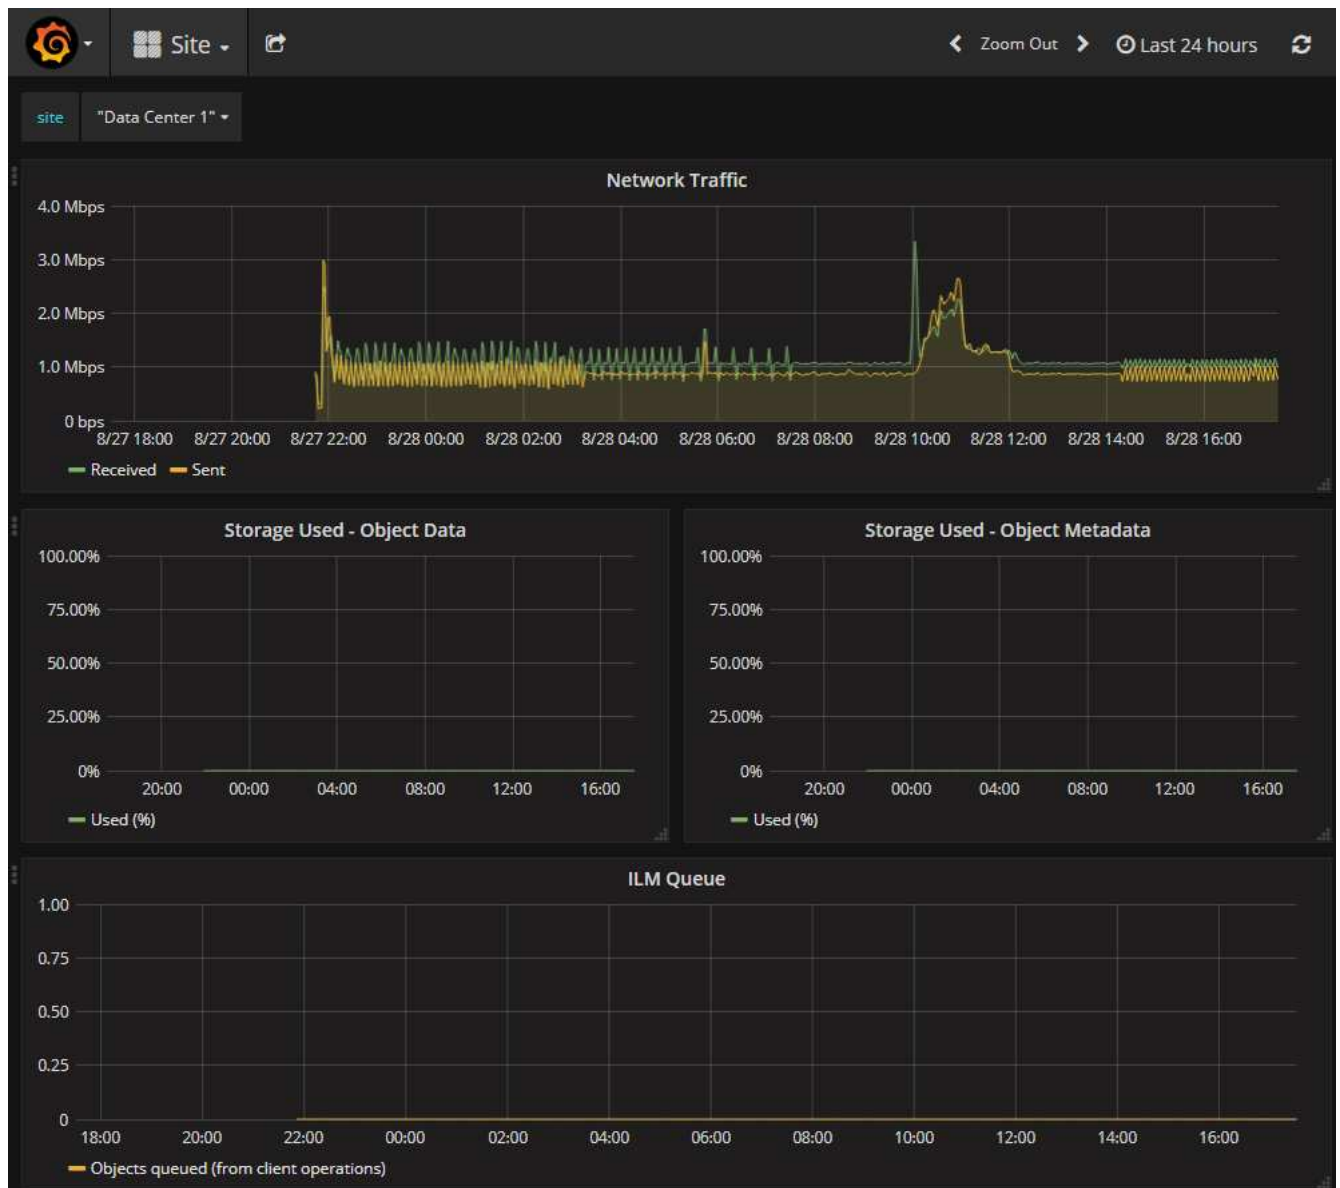 Site
Zoom Out
Last 24 hours
site
"Data Center 1"
Network Traffic
4.0 Mbps
3.0 Mbps
2.0 Mbps
1.0 Mbps
0 bps
8/27 18:00 8/27 20:00 8/27 22:00 8/28 00:00 8/28 02:00 8/28 04:00 8/28 06:00 8/28 08:00 8/28 10:00 8/28 12:00 8/28 14:00 8/28 16:00
Received Sent
Storage Used - Object Data
100.00%
75.00%
50.00%
25.00%
0%
20:00 00:00 04:00 08:00 12:00 16:00
Used (%)
Storage Used - Object Metadata
100.00%
75.00%
50.00%
25.00%
0%
20:00 00:00 04:00 08:00 12:00 16:00
Used (%)
ILM Queue
1.00
0.75
0.50
0.25
0
18:00 20:00 22:00 00:00 02:00 04:00 06:00 08:00 10:00 12:00 14:00 16:00
Objects queued (from client operations)